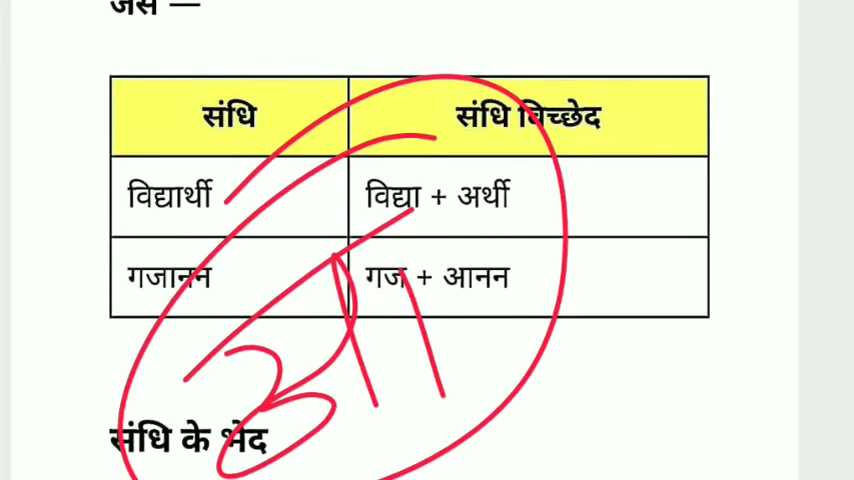 जैसे —
संधि संधि विच्छेद
विद्यार्थी विद्या + अर्थी
गजानन गज + आनन
आ
संधि के भेद